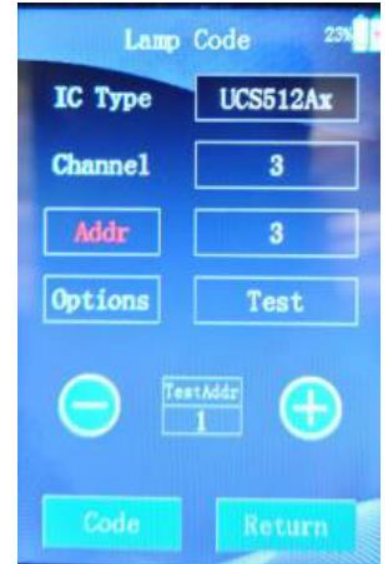 Lamp Code 23%
IC Type UCS512Ax
Channel 3
Addr 3
Options Test
TestAddr
1
Code Return